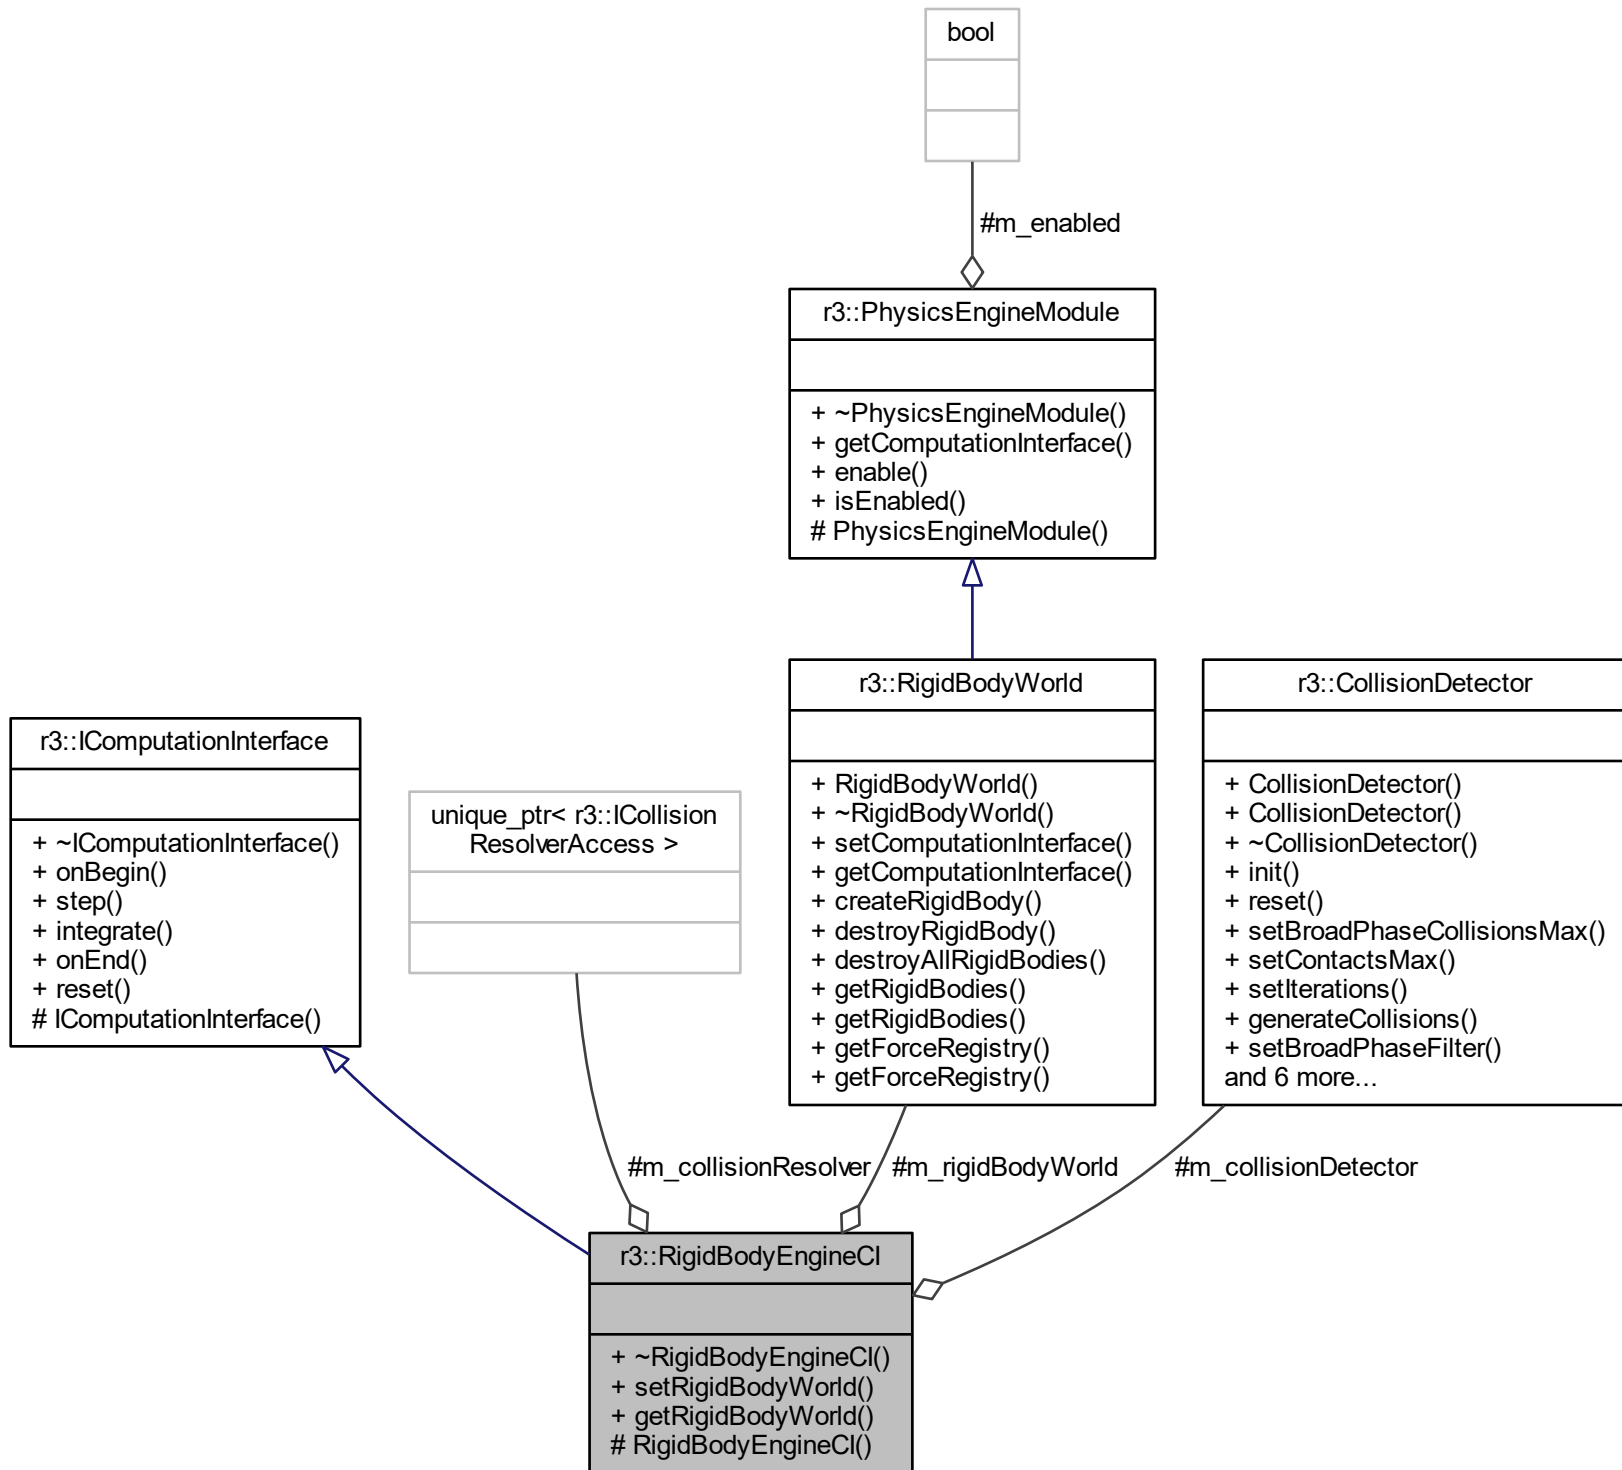 bool
#m_enabled
r3::PhysicsEngineModule
+ ~PhysicsEngineModule()
+ getComputationInterface()
+ enable()
+ isEnabled()
# PhysicsEngineModule()
r3::IComputationInterface
+ ~IComputationInterface()
+ onBegin()
+ step()
+ integrate()
+ onEnd()
+ reset()
# IComputationInterface()
unique_ptr< r3::ICollision
ResolverAccess >
r3::RigidBodyWorld
+ RigidBodyWorld()
+ ~RigidBodyWorld()
+ setComputationInterface()
+ getComputationInterface()
+ createRigidBody()
+ destroyRigidBody()
+ destroyAllRigidBodies()
+ getRigidBodies()
+ getRigidBodies()
+ getForceRegistry()
+ getForceRegistry()
r3::CollisionDetector
+ CollisionDetector()
+ CollisionDetector()
+ ~CollisionDetector()
+ init()
+ reset()
+ setBroadPhaseCollisionsMax()
+ setContactsMax()
+ setIterations()
+ generateCollisions()
+ setBroadPhaseFilter()
and 6 more...
#m_collisionResolver
#m_rigidBodyWorld
#m_collisionDetector
r3::RigidBodyEngineCI
+ ~RigidBodyEngineCI()
+ setRigidBodyWorld()
+ getRigidBodyWorld()
# RigidBodyEngineCI()